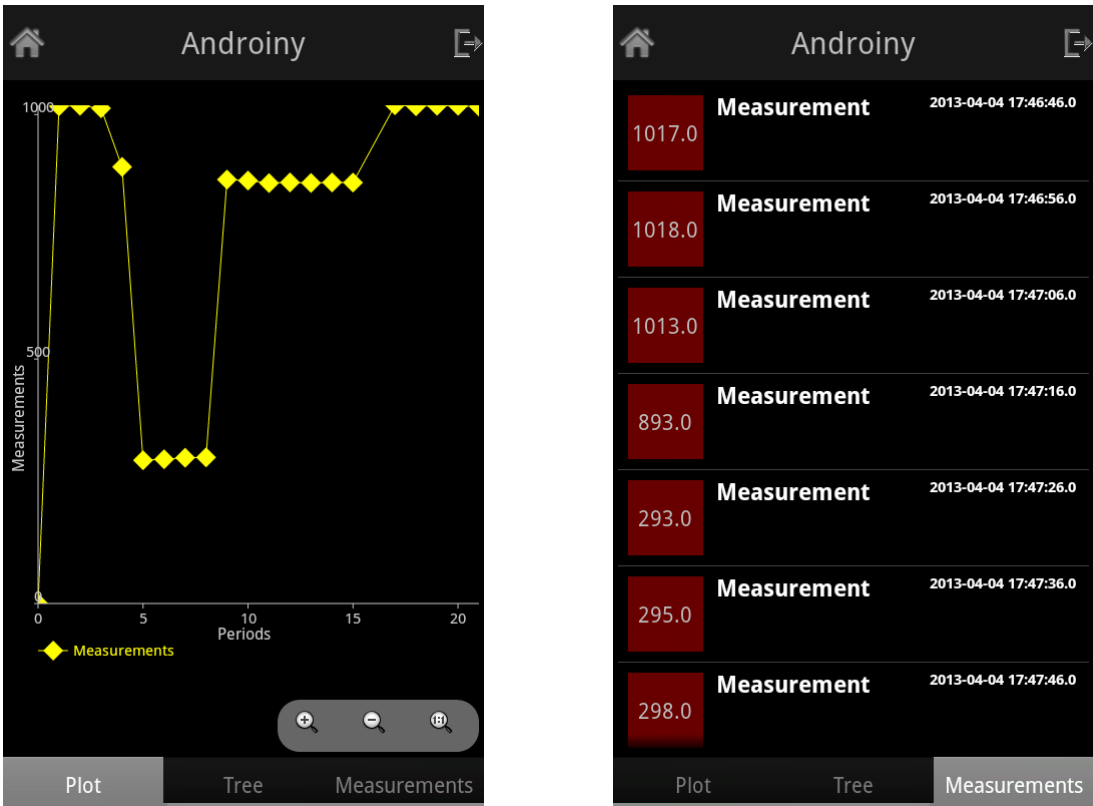 Androiny
1000
500
Measurements
0
0 5 10 15 20
Periods
Measurements
1:1
Plot Tree Measurements
Androiny
1017.0 Measurement 2013-04-04 17:46:46.0
1018.0 Measurement 2013-04-04 17:46:56.0
1013.0 Measurement 2013-04-04 17:47:06.0
893.0 Measurement 2013-04-04 17:47:16.0
293.0 Measurement 2013-04-04 17:47:26.0
295.0 Measurement 2013-04-04 17:47:36.0
298.0 Measurement 2013-04-04 17:47:46.0
Plot Tree Measurements